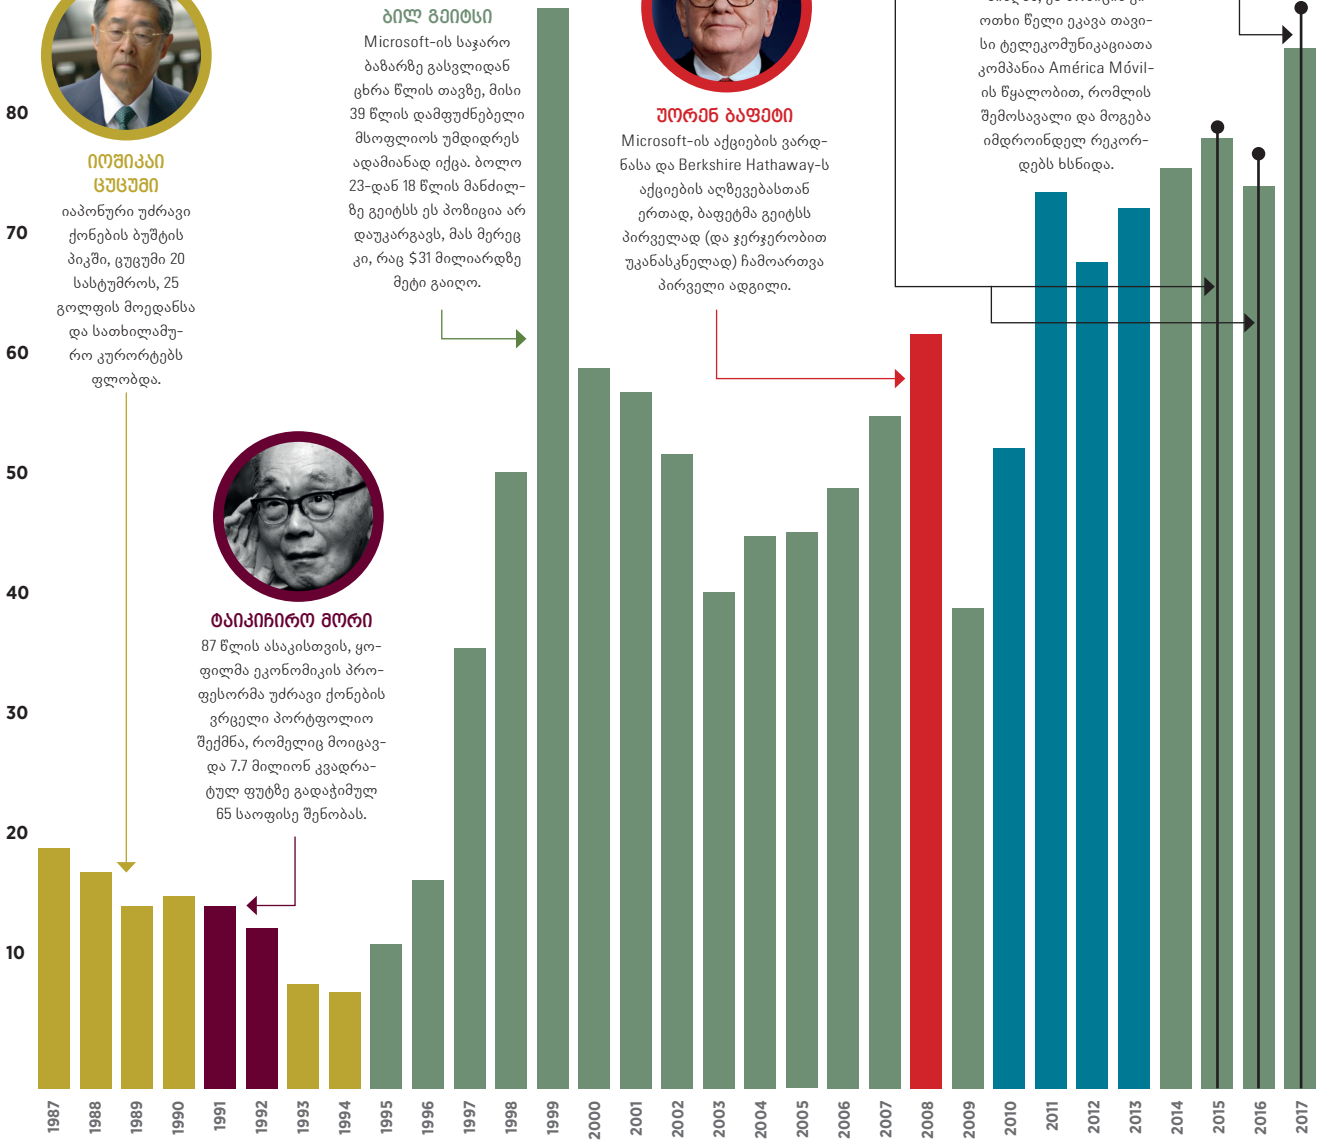 იოშიკაი
ცუცუმი
იაპონური უძრავი
ქონების ბუშტის
პიკში, ცუცუმი 20
სასტუმროს, 25
გოლფის მოედანსა
და სათხილამუ-
რო კურორტებს
ფლობდა.
ტაიკიჩირო მორი
87 წლის ასაკისთვის, ყო-
ფილმა ეკონომიკის პრო-
ფესორმა უძრავი ქონების
ვრცელი პორტფოლიო
შექმნა, რომელიც მოიცავ-
და 7.7 მილიონ კვადრა-
ტულ ფუტზე გადაჭიმულ
65 საოფისე შენობას.
ბილ გეიტსი
Microsoft-ის საჯარო
ბაზარზე გასვლიდან
ცხრა წლის თავზე, მისი
39 წლის დამფუძნებელი
მსოფლიოს უმდიდრეს
ადამიანად იქცა. ბოლო
23-დან 18 წლის მანძილ-
ზე გეიტსს ეს პოზიცია არ
დაუკარგავს, მას მერეც
კი, რაც $31 მილიარდზე
მეტი გაიღო.
უორენ ბაფეტი
Microsoft-ის აქციების ვარდ-
ნასა და Berkshire Hathaway-ს
აქციების აღზევებასთან
ერთად, ბაფეტმა გეიტსს
პირველად (და ჯერჯერობით
უკანასკნელად) ჩამოართვა
პირველი ადგილი.
ოთხი წელი ეკავა თავი-
სი ტელეკომუნიკაციათა
კომპანია América Móvil-
ის წყალობით, რომლის
შემოსავალი და მოგება
იმდროინდელ რეკორ-
დებს ხსნიდა.
80
70
60
50
40
30
20
10
1987
1988
1989
1990
1991
1992
1993
1994
1995
1996
1997
1998
1999
2000
2001
2002
2003
2004
2005
2006
2007
2008
2009
2010
2011
2012
2013
2014
2015
2016
2017